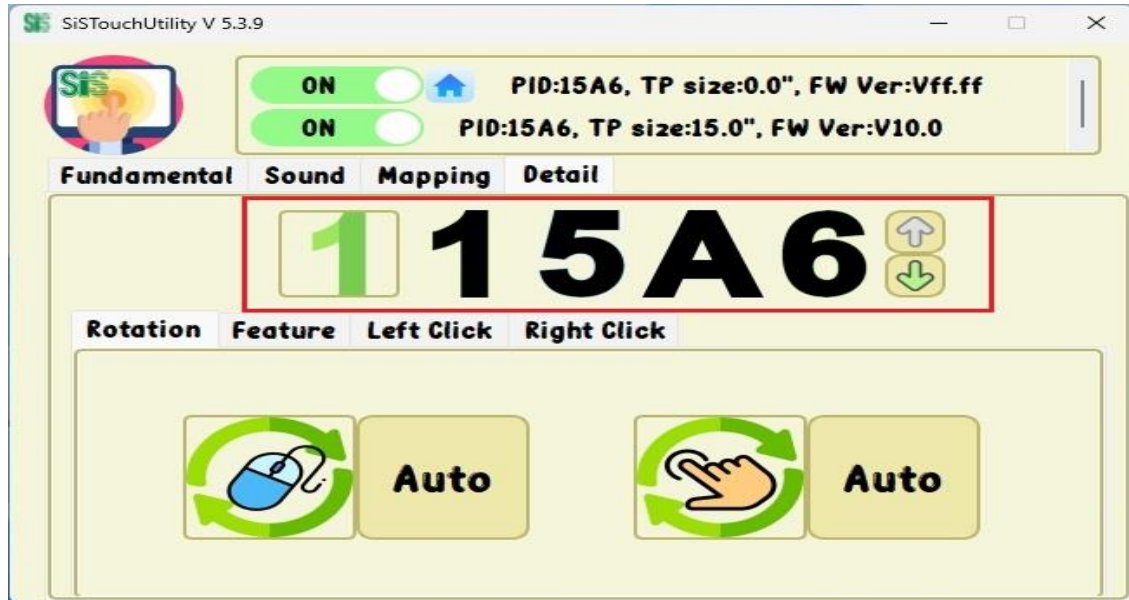 SiS SiSTouchUtility V 5.3.9
SiS
ON PID:15A6, TP size:0.0", FW Ver:Vff.ff
ON PID:15A6, TP size:15.0", FW Ver:V10.0
Fundamental Sound Mapping Detail
1 15A6
Rotation Feature Left Click Right Click
Auto Auto